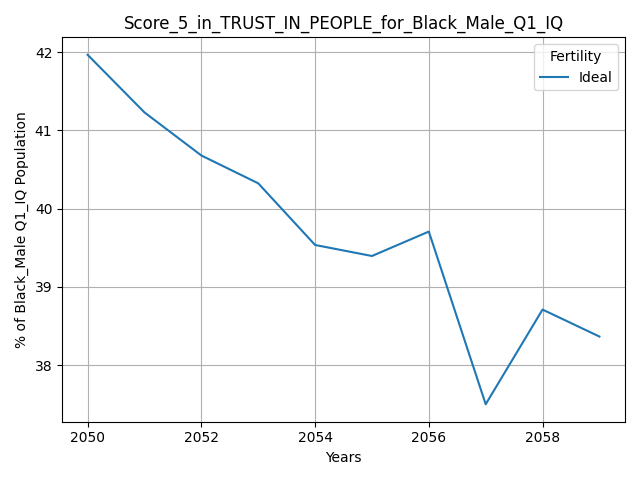 Score_5_in_TRUST_IN_PEOPLE_for_Black_Male_Q1_IQ
Fertility
Ideal
% of Black_Male Q1_IQ Population
42
41
40
39
38
2050
2052
2054
2056
2058
Years